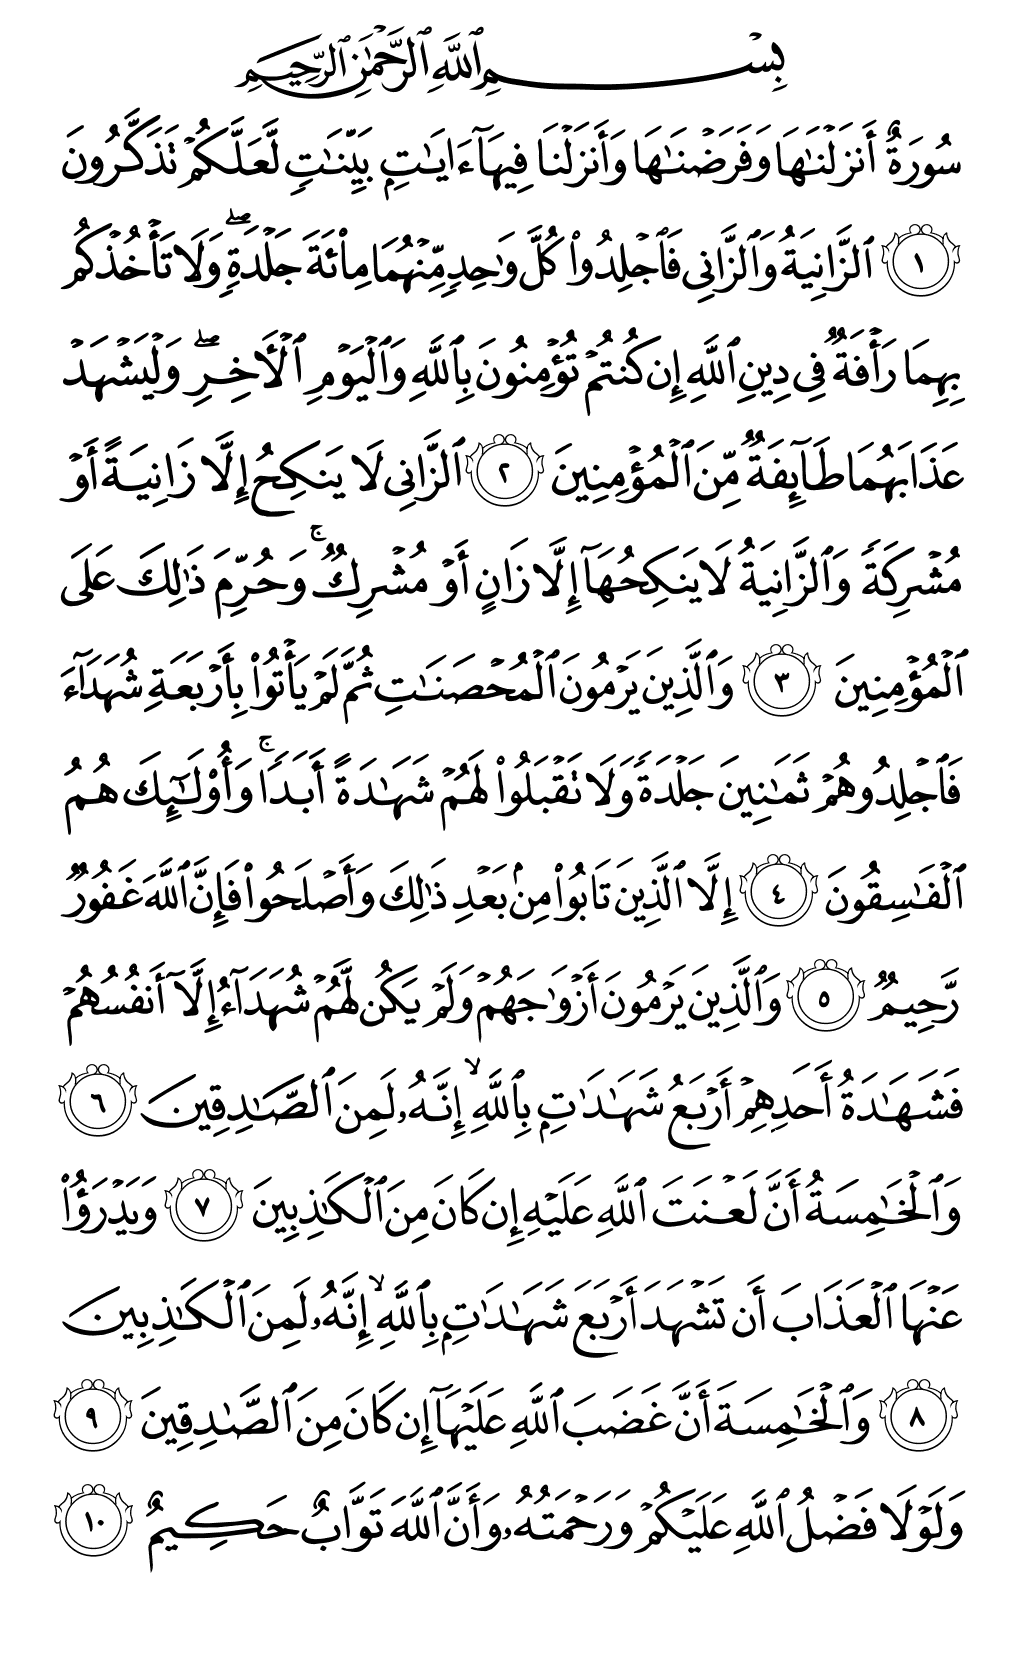 بِسْمِ ٱللَّهِ ٱلرَّحْمَٰنِ ٱلرَّحِيمِ
سُورَةٌ أَنزَلْنَٰهَا وَفَرَضْنَٰهَا وَأَنزَلْنَا فِيهَآ ءَايَٰتٍۭ بَيِّنَٰتٍ لَّعَلَّكُمْ تَذَكَّرُونَ
١ ٱلزَّانِيَةُ وَٱلزَّانِى فَٱجْلِدُوا۟ كُلَّ وَٰحِدٍ مِّنْهُمَا مِا۟ئَةَ جَلْدَةٍ ۖ وَلَا تَأْخُذْكُم
بِهِمَا رَأْفَةٌ فِى دِينِ ٱللَّهِ إِن كُنتُمْ تُؤْمِنُونَ بِٱللَّهِ وَٱلْيَوْمِ ٱلْأَخِرِ ۖ وَلْيَشْهَدْ
عَذَابَهُمَا طَآئِفَةٌ مِّنَ ٱلْمُؤْمِنِينَ ٢ ٱلزَّانِى لَا يَنكِحُ إِلَّا زَانِيَةً أَوْ
مُشْرِكَةً وَٱلزَّانِيَةُ لَا يَنكِحُهَآ إِلَّا زَانٍ أَوْ مُشْرِكٌ ۚ وَحُرِّمَ ذَٰلِكَ عَلَى
ٱلْمُؤْمِنِينَ ٣ وَٱلَّذِينَ يَرْمُونَ ٱلْمُحْصَنَٰتِ ثُمَّ لَمْ يَأْتُوا۟ بِأَرْبَعَةِ شُهَدَآءَ
فَٱجْلِدُوهُمْ ثَمَٰنِينَ جَلْدَةً وَلَا تَقْبَلُوا۟ لَهُمْ شَهَٰدَةً أَبَدًا ۚ وَأُو۟لَٰٓئِكَ هُمُ
ٱلْفَٰسِقُونَ ٤ إِلَّا ٱلَّذِينَ تَابُوا۟ مِنۢ بَعْدِ ذَٰلِكَ وَأَصْلَحُوا۟ فَإِنَّ ٱللَّهَ غَفُورٌ
رَّحِيمٌ ٥ وَٱلَّذِينَ يَرْمُونَ أَزْوَٰجَهُمْ وَلَمْ يَكُن لَّهُمْ شُهَدَآءُ إِلَّآ أَنفُسُهُمْ
فَشَهَٰدَةُ أَحَدِهِمْ أَرْبَعُ شَهَٰدَٰتٍۭ بِٱللَّهِ ۙ إِنَّهُۥ لَمِنَ ٱلصَّٰدِقِينَ ٦
وَٱلْخَٰمِسَةُ أَنَّ لَعْنَتَ ٱللَّهِ عَلَيْهِ إِن كَانَ مِنَ ٱلْكَٰذِبِينَ ٧ وَيَدْرَؤُا۟
عَنْهَا ٱلْعَذَابَ أَن تَشْهَدَ أَرْبَعَ شَهَٰدَٰتٍۭ بِٱللَّهِ ۙ إِنَّهُۥ لَمِنَ ٱلْكَٰذِبِينَ
٨ وَٱلْخَٰمِسَةَ أَنَّ غَضَبَ ٱللَّهِ عَلَيْهَآ إِن كَانَ مِنَ ٱلصَّٰدِقِينَ ٩
وَلَوْلَا فَضْلُ ٱللَّهِ عَلَيْكُمْ وَرَحْمَتُهُۥ وَأَنَّ ٱللَّهَ تَوَّابٌ حَكِيمٌ ١٠